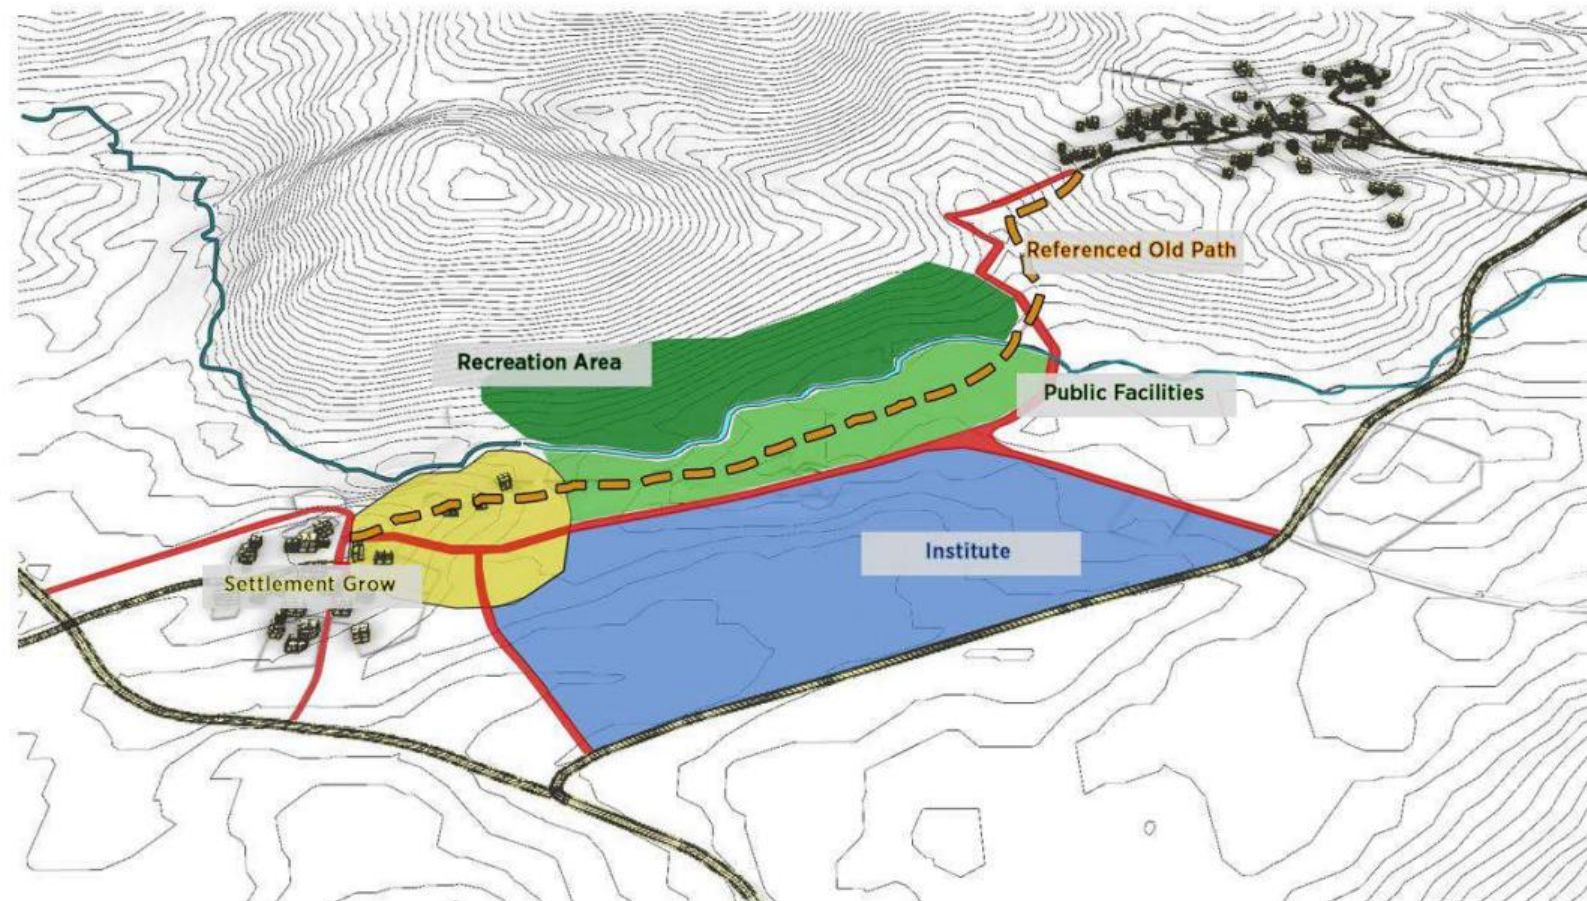 Referenced Old Path
Recreation Area
Public Facilities
Institute
Settlement Grow